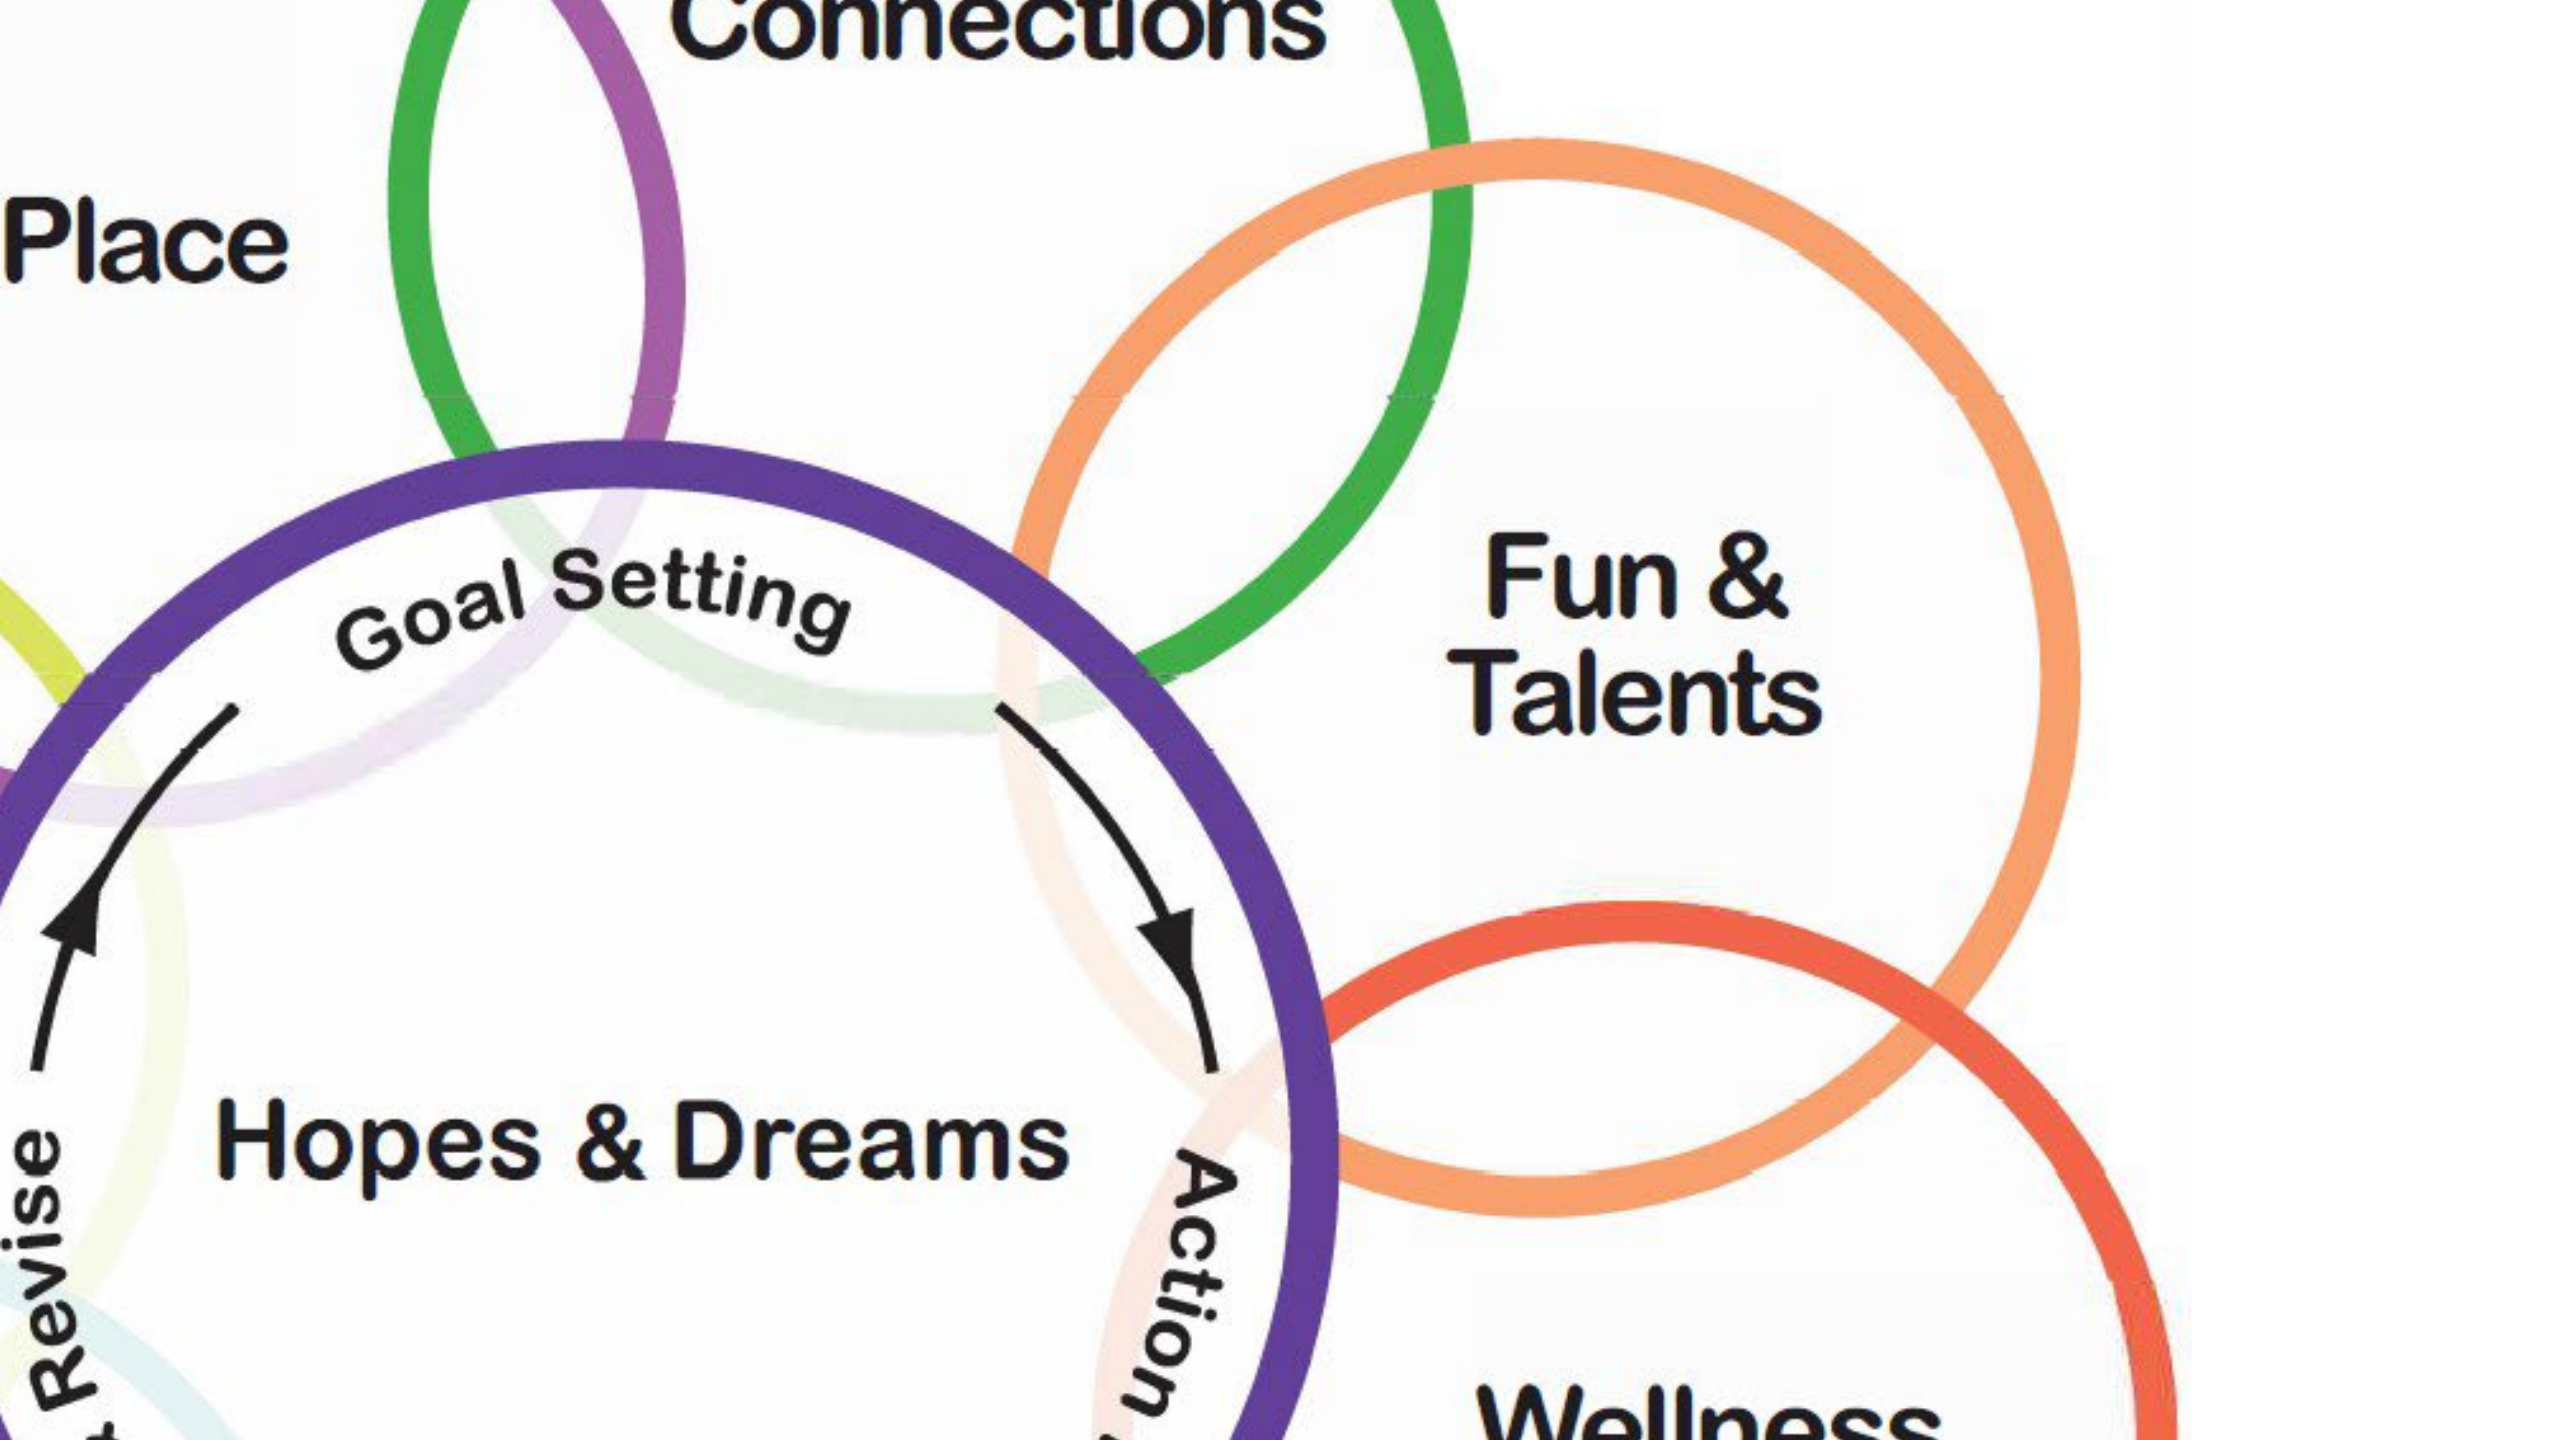 Connections
Place
Goal Setting
Fun &
Talents
Hopes & Dreams
Revise
Action
Wellness